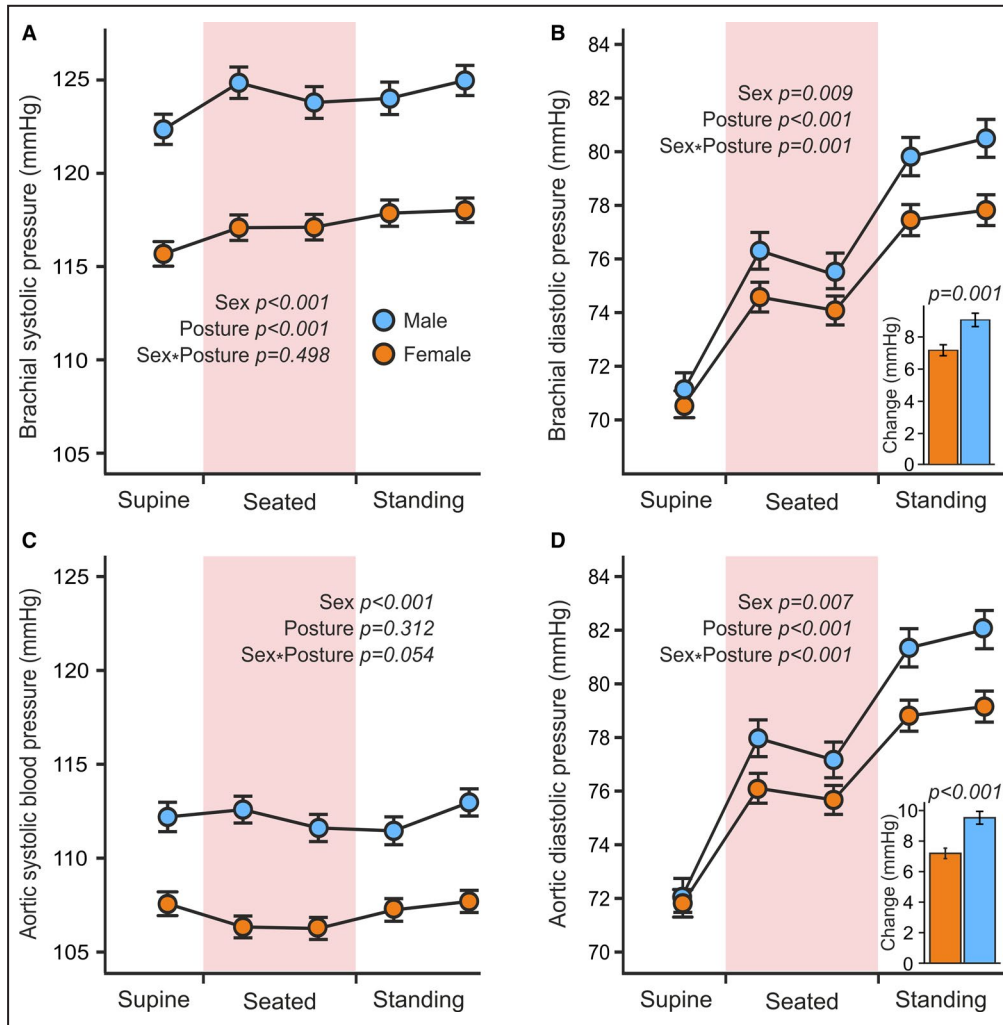 A
Brachial systolic pressure (mmHg)
125
120
115
110
105
Sex p<0.001
Posture p<0.001
Sex*Posture p=0.498
Male
Female
Supine
Seated
Standing
B
Brachial diastolic pressure (mmHg)
84
82
80
78
76
74
72
70
Sex p=0.009
Posture p<0.001
Sex*Posture p=0.001
p=0.001
Change (mmHg)
8
6
4
2
0
Supine
Seated
Standing
C
Aortic systolic blood pressure (mmHg)
125
120
115
110
105
Sex p<0.001
Posture p=0.312
Sex*Posture p=0.054
Supine
Seated
Standing
D
Aortic diastolic pressure (mmHg)
84
82
80
78
76
74
72
70
Sex p=0.007
Posture p<0.001
Sex*Posture p<0.001
p<0.001
Change (mmHg)
10
8
6
4
2
0
Supine
Seated
Standing